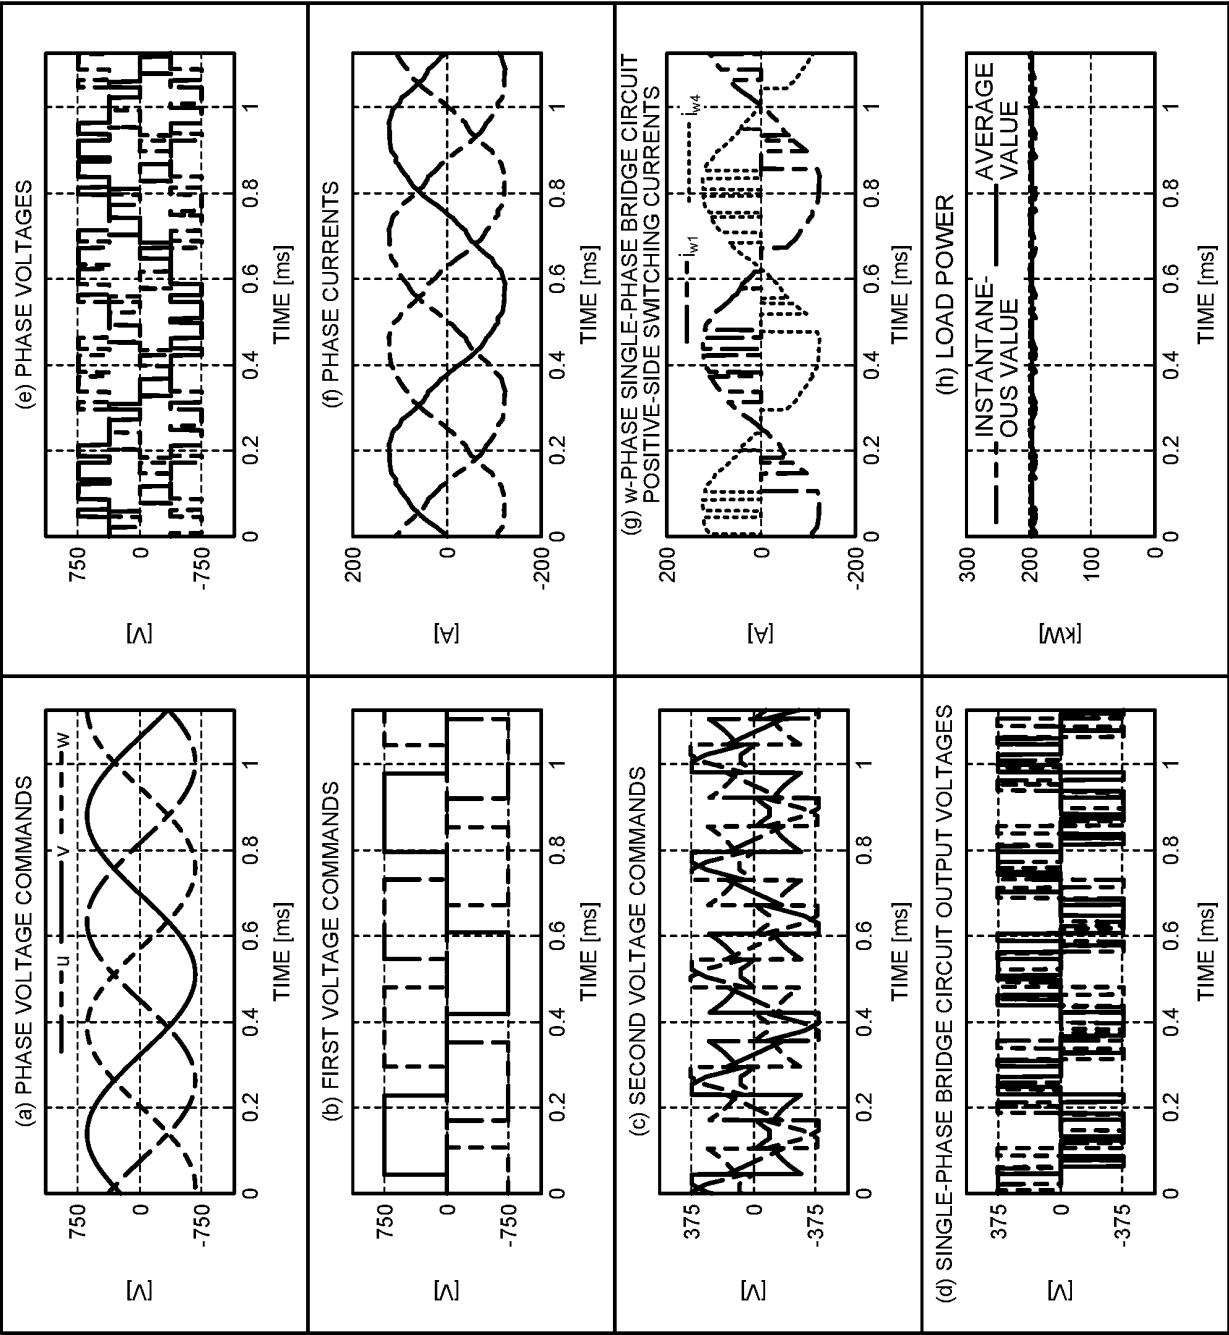 (a) PHASE VOLTAGE COMMANDS
u v w
750
0
-750
[V]
0 0.2 0.4 0.6 0.8 1
TIME [ms]
(b) FIRST VOLTAGE COMMANDS
750
0
-750
[V]
0 0.2 0.4 0.6 0.8 1
TIME [ms]
(c) SECOND VOLTAGE COMMANDS
375
0
-375
[V]
0 0.2 0.4 0.6 0.8 1
TIME [ms]
(d) SINGLE-PHASE BRIDGE CIRCUIT OUTPUT VOLTAGES
375
0
-375
[V]
0 0.2 0.4 0.6 0.8 1
TIME [ms]
(e) PHASE VOLTAGES
750
0
-750
[V]
0 0.2 0.4 0.6 0.8 1
TIME [ms]
(f) PHASE CURRENTS
200
0
-200
[A]
0 0.2 0.4 0.6 0.8 1
TIME [ms]
(g) w-PHASE SINGLE-PHASE BRIDGE CIRCUIT
POSITIVE-SIDE SWITCHING CURRENTS
iw1 iw4
200
0
-200
[A]
0 0.2 0.4 0.6 0.8 1
TIME [ms]
(h) LOAD POWER
INSTANTANE-
OUS VALUE
AVERAGE
VALUE
300
200
100
0
[kW]
0 0.2 0.4 0.6 0.8 1
TIME [ms]